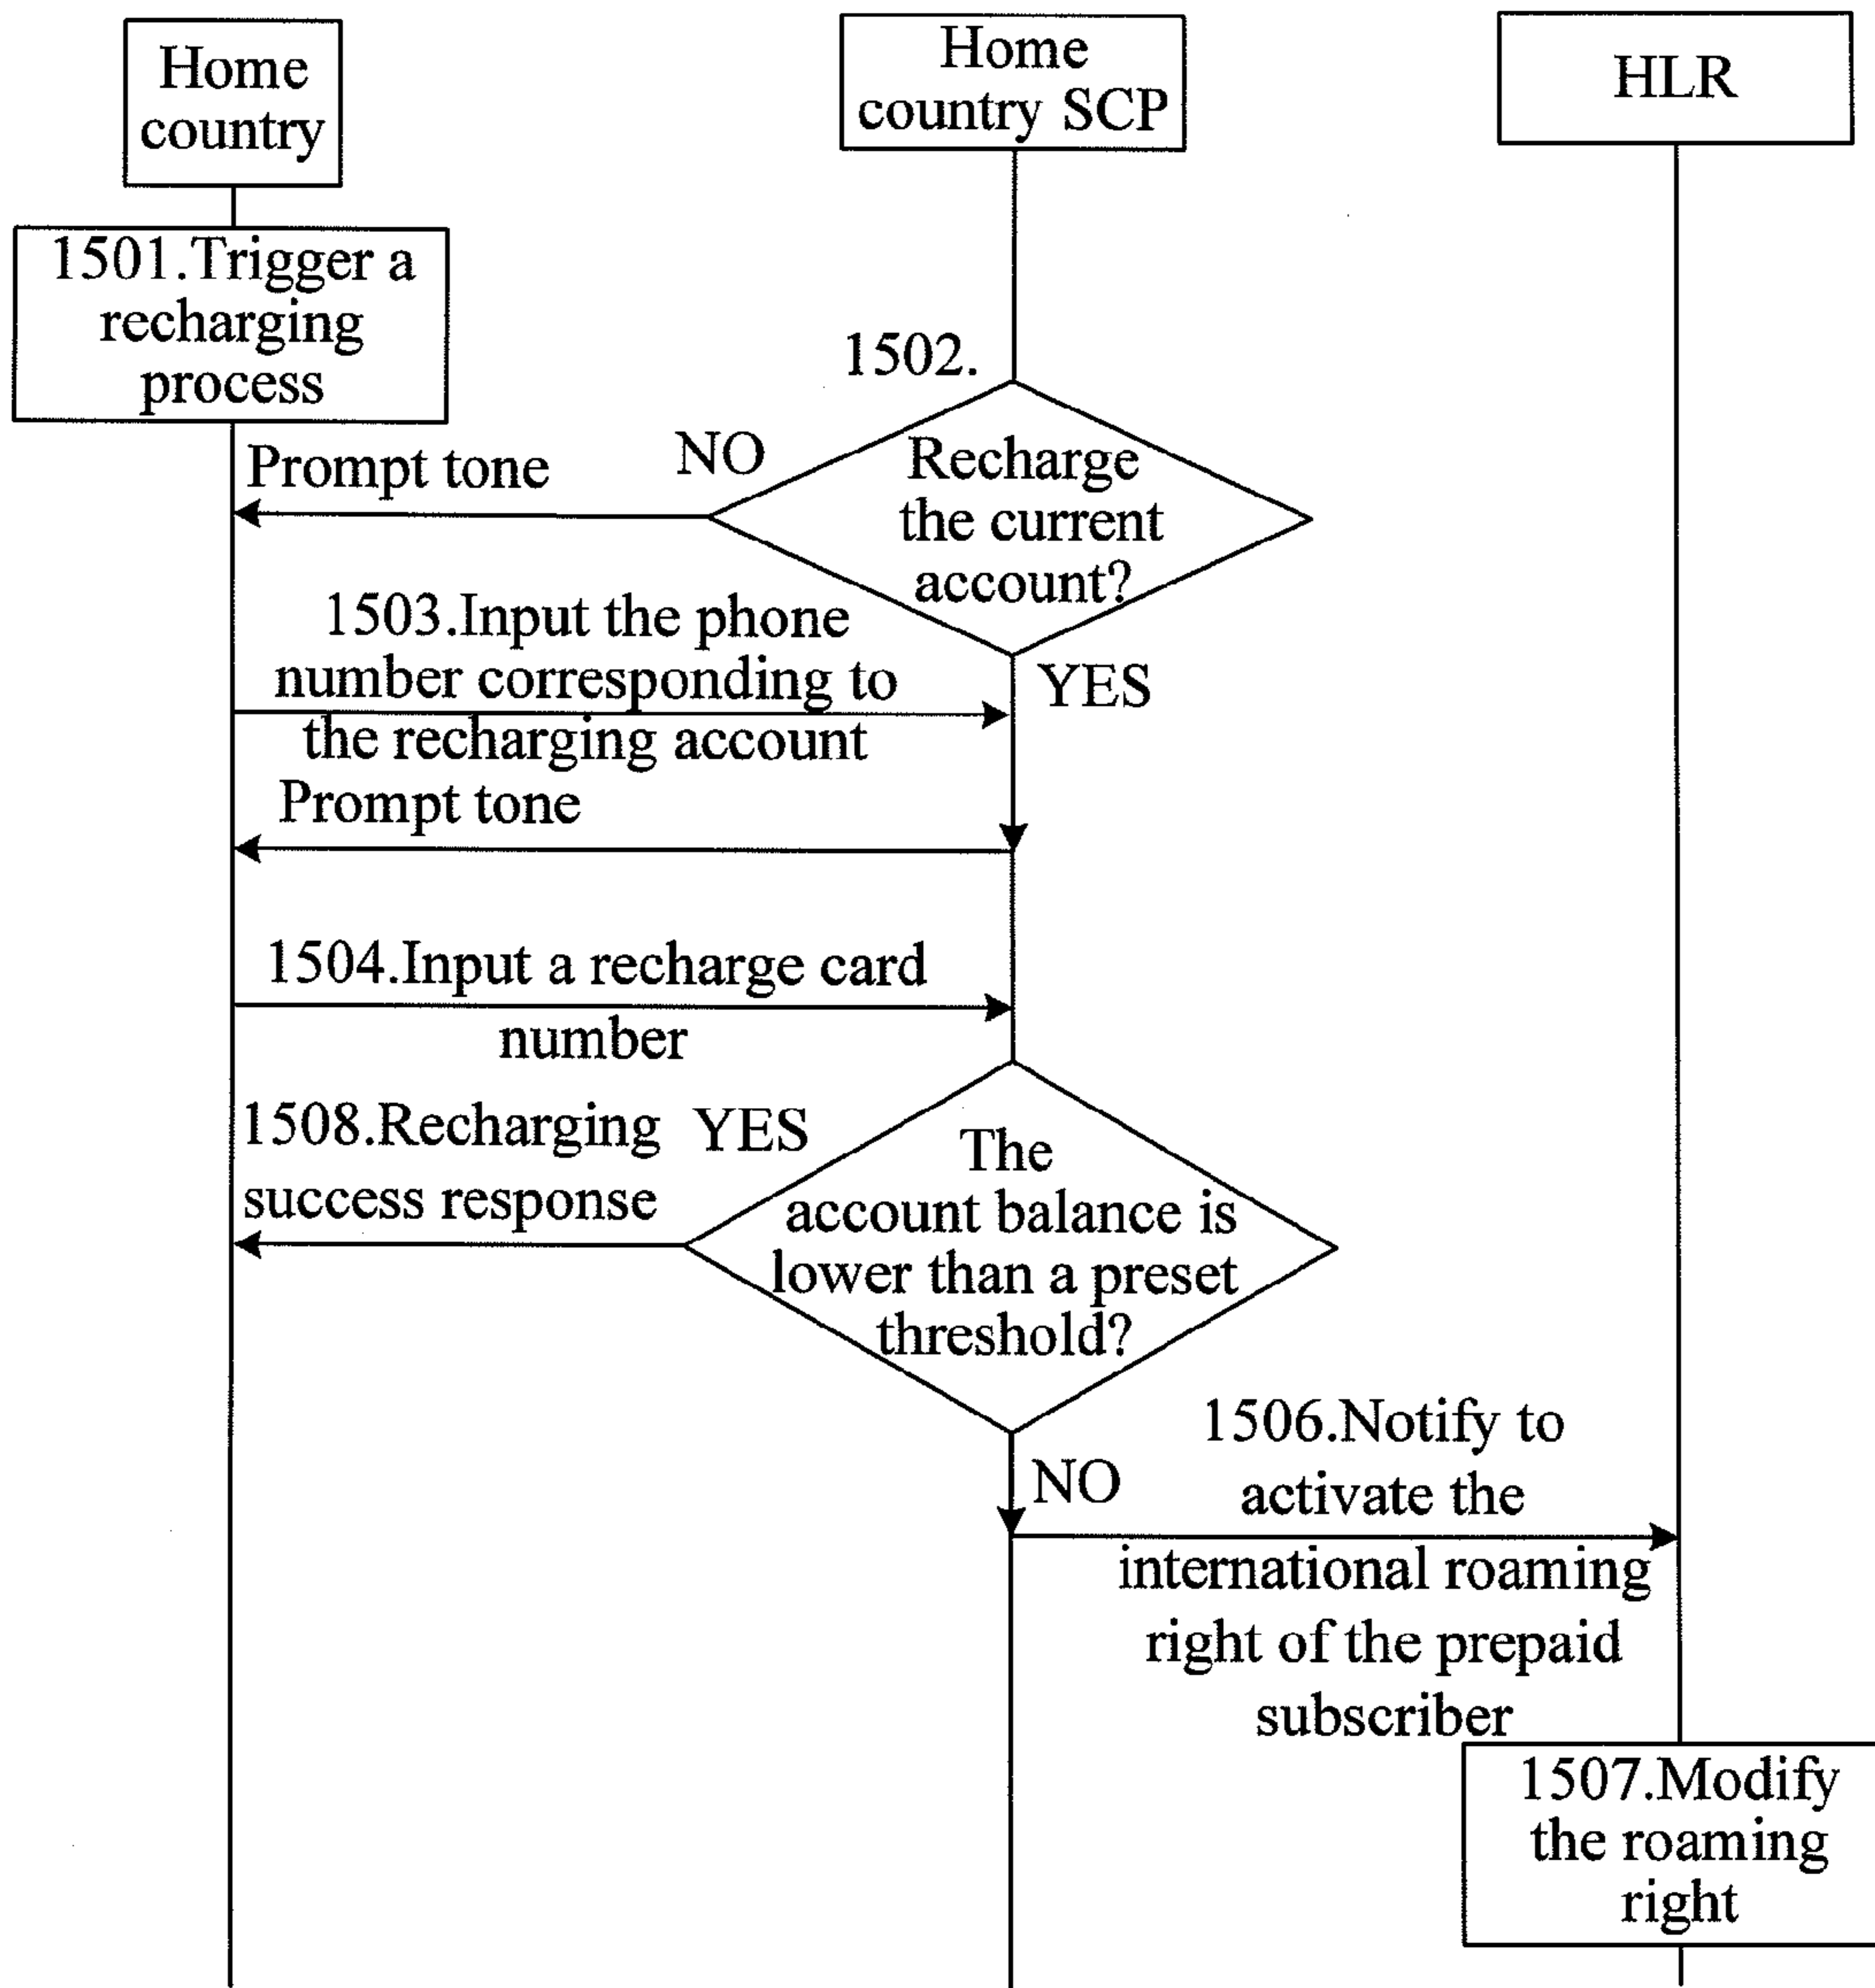 Home
country
Home
country SCP
HLR
1501.Trigger a
recharging
process
1502.
Prompt tone
NO
Recharge
the current
account?
1503.Input the phone
number corresponding to
the recharging account
YES
Prompt tone
1504.Input a recharge card
number
1508.Recharging
success response
YES
The
account balance is
lower than a preset
threshold?
NO
1506.Notify to
activate the
international roaming
right of the prepaid
subscriber
1507.Modify
the roaming
right